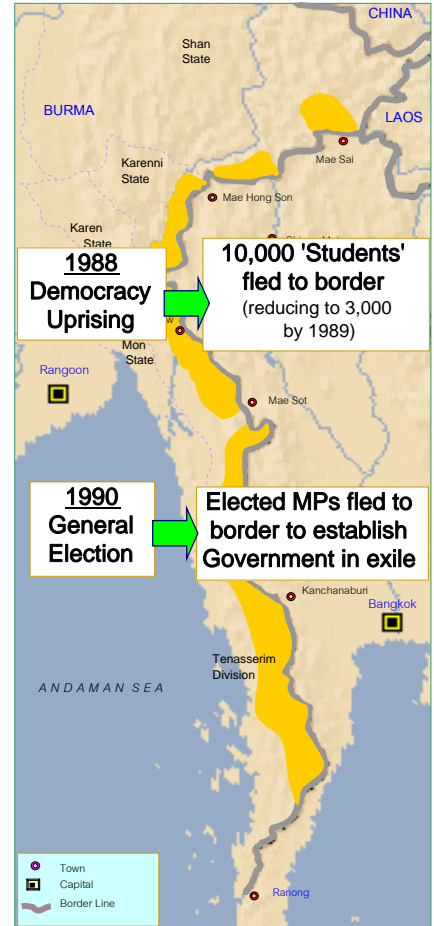 CHINA
Shan
State
BURMA
LAOS
Mae Sai
Karenni
State
Mae Hong Son
Karen
State
1988
Democracy
Uprising
10,000 'Students'
fled to border
(reducing to 3,000
by 1989)
Mon
State
Rangoon
Mae Sot
1990
General
Election
Elected MPs fled to
border to establish
Government in exile
Kanchanaburi
Bangkok
Tenasserim
Division
ANDAMAN SEA
Town
Capital
Border Line
Ranong